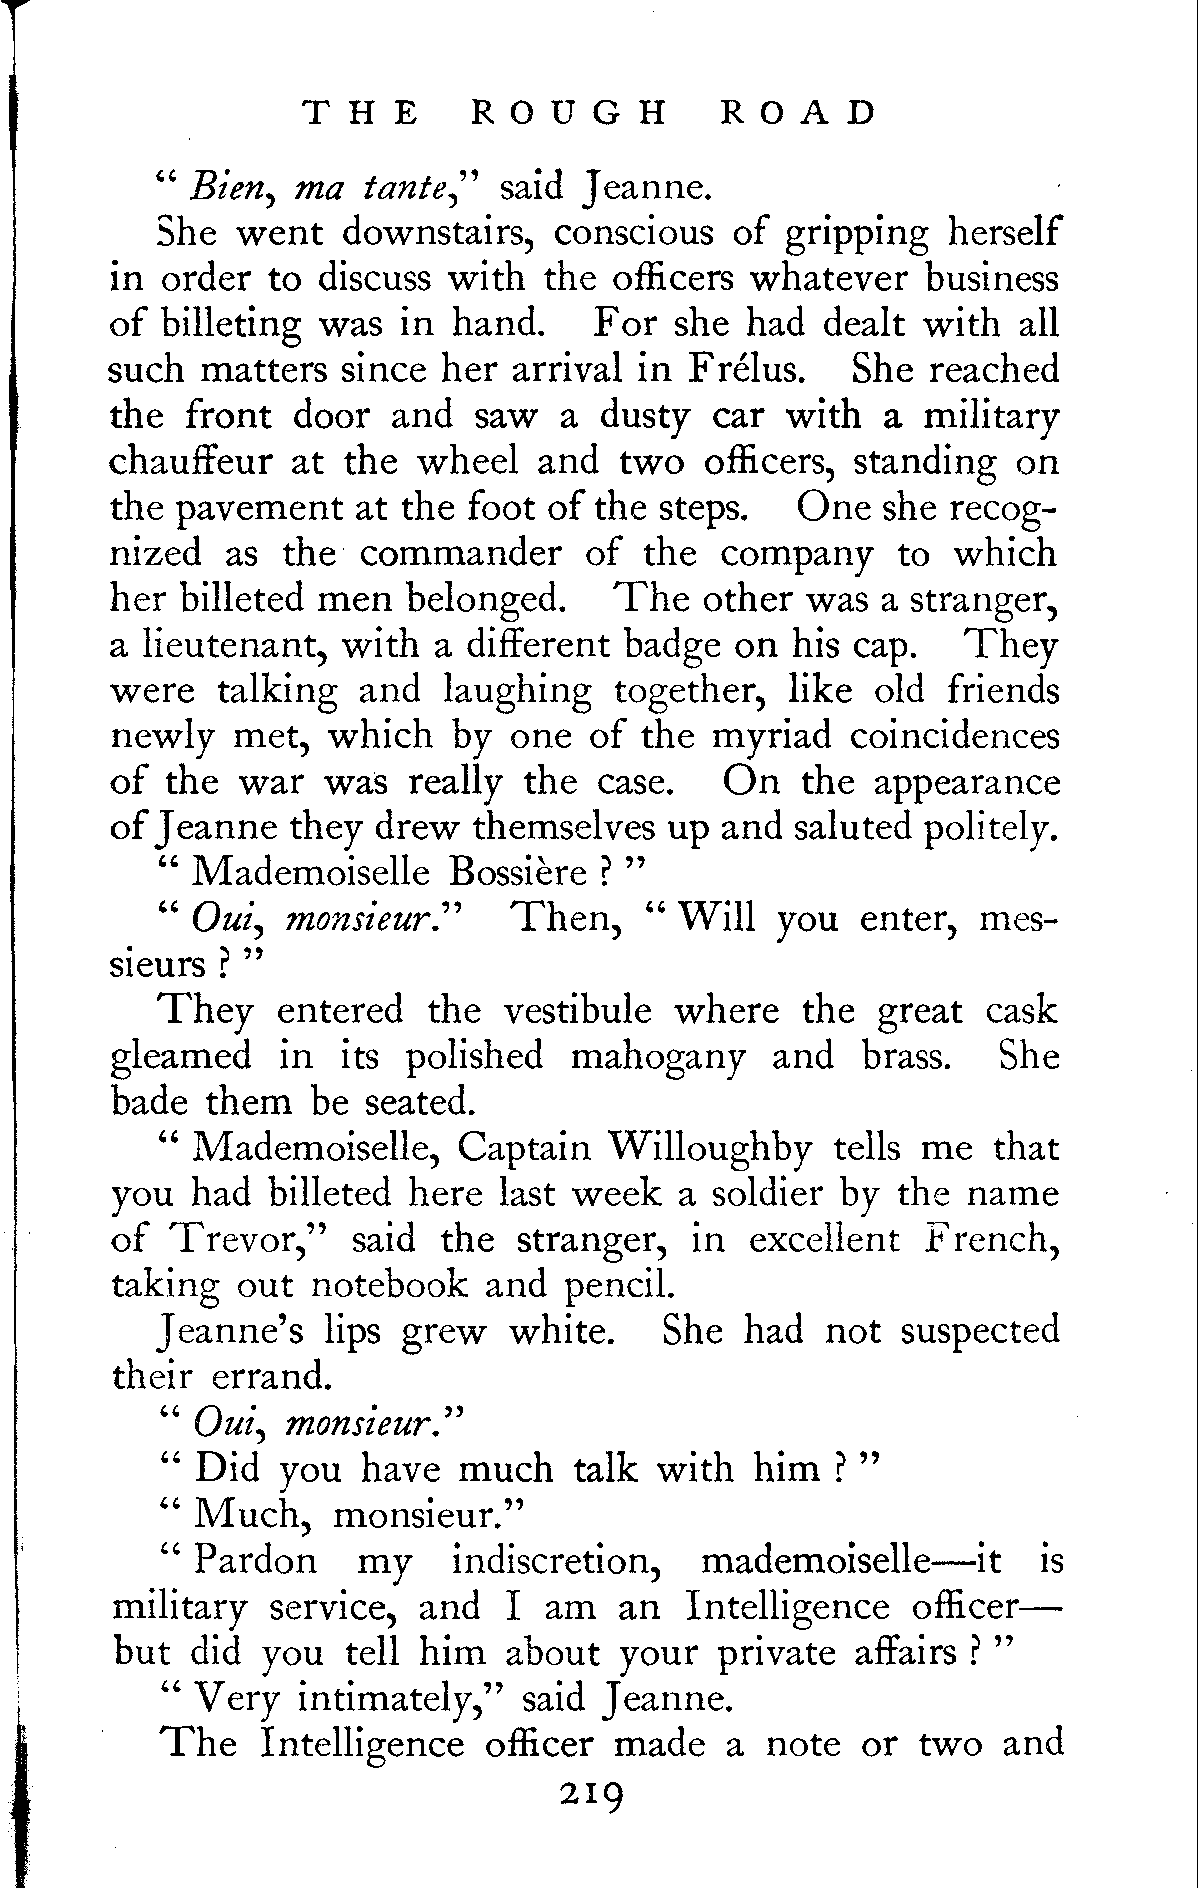 THE ROUGH ROAD
“ Bien, ma tante,” said Jeanne.
She went downstairs, conscious of gripping herself
in order to discuss with the officers whatever business
of billeting was in hand. For she had dealt with all
such matters since her arrival in Frélus. She reached
the front door and saw a dusty car with a military
chauffeur at the wheel and two officers, standing on
the pavement at the foot of the steps. One she recog-
nized as the commander of the company to which
her billeted men belonged. The other was a stranger,
a lieutenant, with a different badge on his cap. They
were talking and laughing together, like old friends
newly met, which by one of the myriad coincidences
of the war was really the case. On the appearance
of Jeanne they drew themselves up and saluted politely.
“ Mademoiselle Bossière ? ”
“ Oui, monsieur.” Then, “ Will you enter, mes-
sieurs ? ”
They entered the vestibule where the great cask
gleamed in its polished mahogany and brass. She
bade them be seated.
“ Mademoiselle, Captain Willoughby tells me that
you had billeted here last week a soldier by the name
of Trevor,” said the stranger, in excellent French,
taking out notebook and pencil.
Jeanne’s lips grew white. She had not suspected
their errand.
“ Oui, monsieur.”
“ Did you have much talk with him ? ”
“ Much, monsieur.”
“ Pardon my indiscretion, mademoiselle—it is
military service, and I am an Intelligence officer—
but did you tell him about your private affairs ? ”
“ Very intimately,” said Jeanne.
The Intelligence officer made a note or two and
219